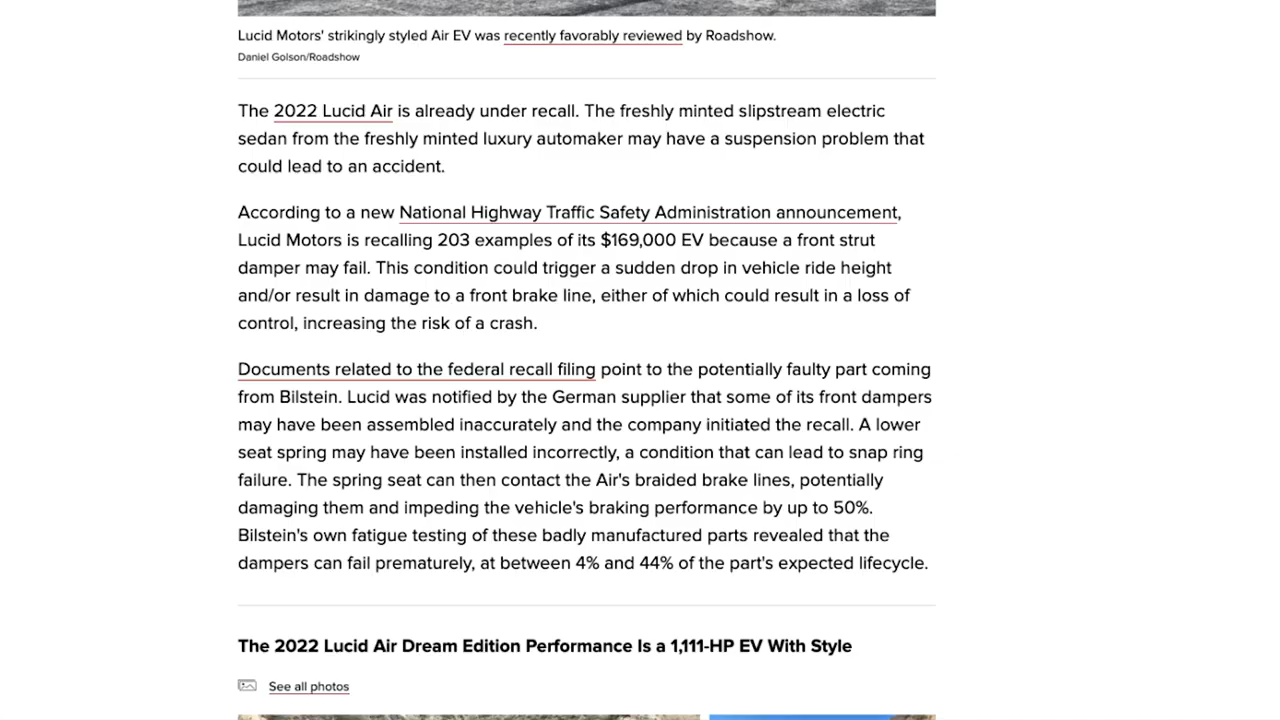 Lucid Motors' strikingly styled Air EV was recently favorably reviewed by Roadshow.
Daniel Golson/Roadshow
The 2022 Lucid Air is already under recall. The freshly minted slipstream electric
sedan from the freshly minted luxury automaker may have a suspension problem that
could lead to an accident.
According to a new National Highway Traffic Safety Administration announcement,
Lucid Motors is recalling 203 examples of its $169,000 EV because a front strut
damper may fail. This condition could trigger a sudden drop in vehicle ride height
and/or result in damage to a front brake line, either of which could result in a loss of
control, increasing the risk of a crash.
Documents related to the federal recall filing point to the potentially faulty part coming
from Bilstein. Lucid was notified by the German supplier that some of its front dampers
may have been assembled inaccurately and the company initiated the recall. A lower
seat spring may have been installed incorrectly, a condition that can lead to snap ring
failure. The spring seat can then contact the Air's braided brake lines, potentially
damaging them and impeding the vehicle's braking performance by up to 50%.
Bilstein's own fatigue testing of these badly manufactured parts revealed that the
dampers can fail prematurely, at between 4% and 44% of the part's expected lifecycle.
The 2022 Lucid Air Dream Edition Performance Is a 1,111-HP EV With Style
See all photos